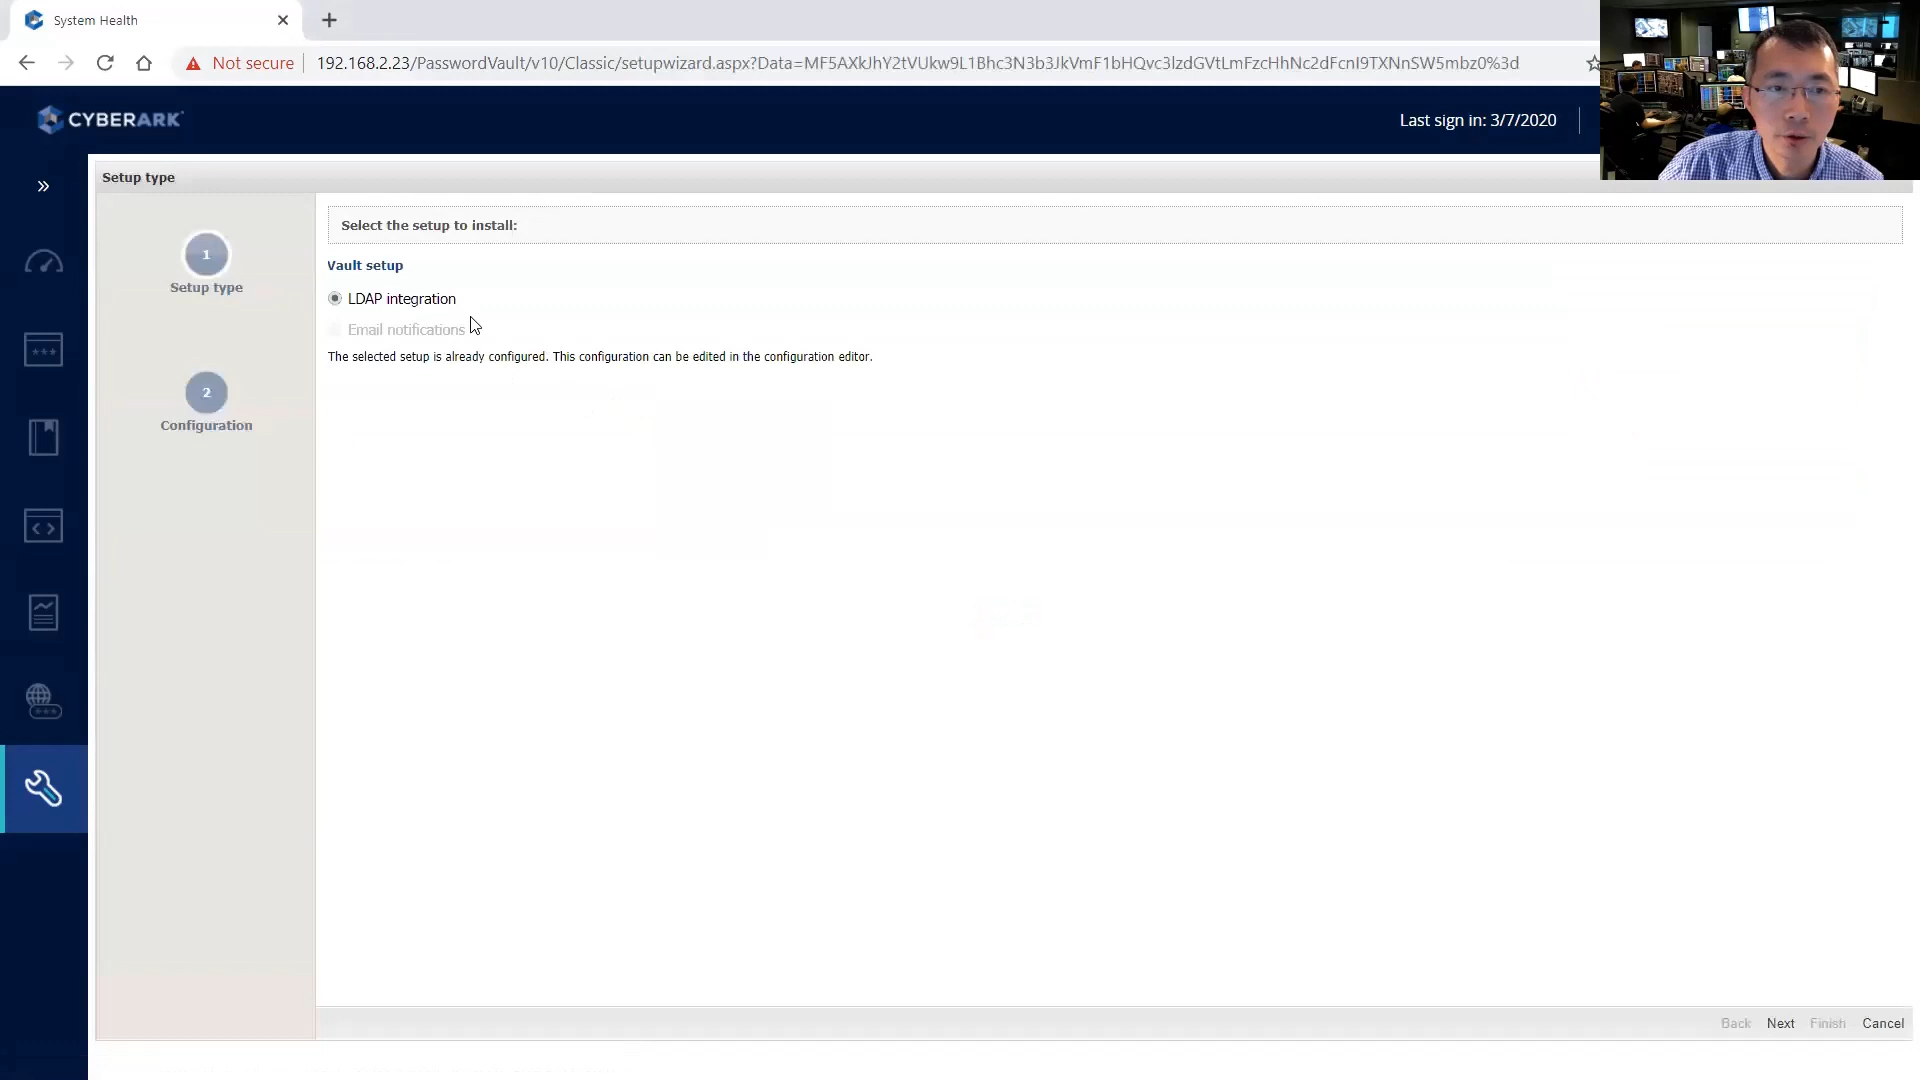 System Health
Not secure
192.168.2.23/PasswordVault/v10/Classic/setupwizard.aspx?Data=MF5AXkJhY2tVUkw9L1Bhc3N3b3JkVmF1bHQvc3lzdGVtLmFzcHhNc2dFcnI9TXNnSW5mbz0%3d
CYBERARK
Last sign in: 3/7/2020
Setup type
1
Setup type
2
Configuration
Select the setup to install:
Vault setup
LDAP integration
Email notifications
The selected setup is already configured. This configuration can be edited in the configuration editor.
Back Next Finish Cancel